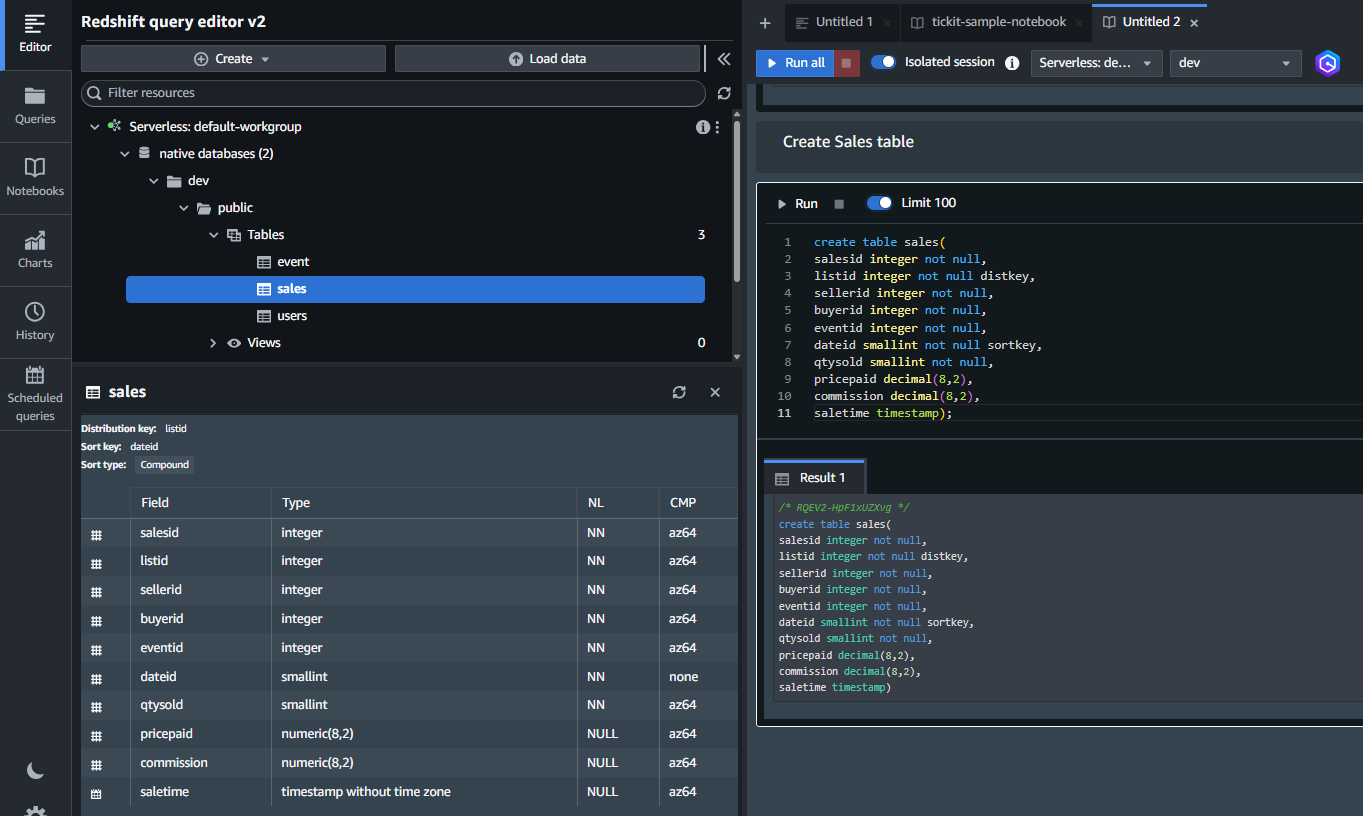 Editor
Queries
Notebooks
Charts
History
Scheduled
queries
Redshift query editor v2
Create
Load data
Filter resources
Serverless: default-workgroup
native databases (2)
dev
public
Tables 3
event
sales
users
Views 0
sales
Distribution key: listid
Sort key: dateid
Sort type: Compound
Field Type NL CMP
salesid integer NN az64
listid integer NN az64
sellerid integer NN az64
buyerid integer NN az64
eventid integer NN az64
dateid smallint NN none
qtysold smallint NN az64
pricepaid numeric(8,2) NULL az64
commission numeric(8,2) NULL az64
saletime timestamp without time zone NULL az64
Untitled 1 tickit-sample-notebook Untitled 2
Run all Isolated session Serverless: de... dev
Create Sales table
Run Limit 100
1 create table sales(
2 salesid integer not null,
3 listid integer not null distkey,
4 sellerid integer not null,
5 buyerid integer not null,
6 eventid integer not null,
7 dateid smallint not null sortkey,
8 qtysold smallint not null,
9 pricepaid decimal(8,2),
10 commission decimal(8,2),
11 saletime timestamp);
Result 1
/* RQEV2-HpF1xUZXvg */
create table sales(
salesid integer not null,
listid integer not null distkey,
sellerid integer not null,
buyerid integer not null,
eventid integer not null,
dateid smallint not null sortkey,
qtysold smallint not null,
pricepaid decimal(8,2),
commission decimal(8,2),
saletime timestamp)